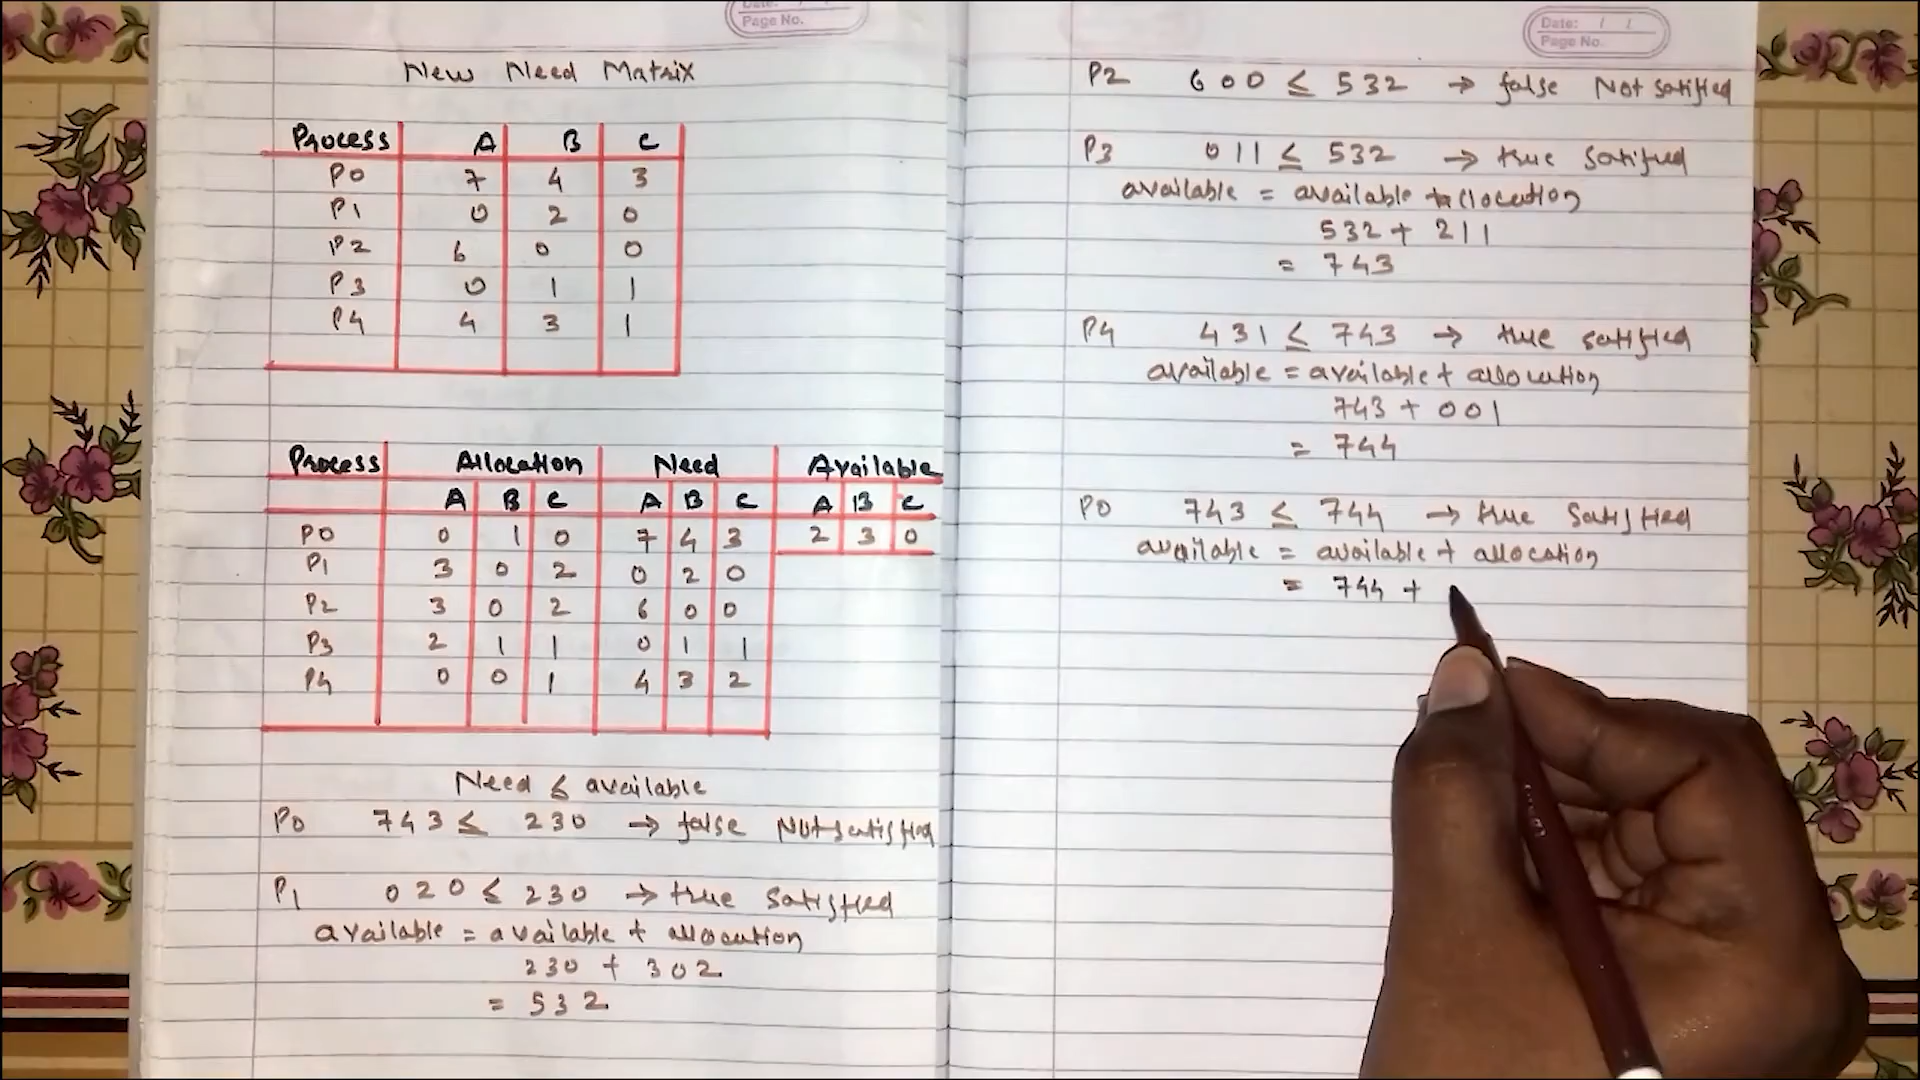 Date: / /
Page No.
New Need Matrix
Process A B C
P0 7 4 3
P1 0 2 0
P2 6 0 0
P3 0 1 1
P4 4 3 1
Process Allocation Need Available
A B C A B C A B C
P0 0 1 0 7 4 3 2 3 0
P1 3 0 2 0 2 0
P2 3 0 2 6 0 0
P3 2 1 1 0 1 1
P4 0 0 1 4 3 2
Need ≤ available
P0 743 ≤ 230 → false Not satisfied
P1 020 ≤ 230 → true satisfied
available = available + allocation
230 + 302
= 532
Date: / /
Page No.
P2 600 ≤ 532 → false Not satified
P3 011 ≤ 532 → true satified
available = available + allocation
532 + 211
= 743
P4 431 ≤ 743 → true satisfied
available = available + allocation
743 + 001
= 744
P0 743 ≤ 744 → true satisfied
available = available + allocation
= 744 +